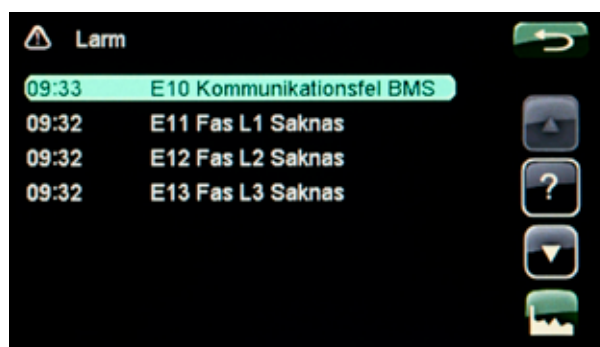 Larm
09:33 E10 Kommunikationsfel BMS
09:32 E11 Fas L1 Saknas
09:32 E12 Fas L2 Saknas
09:32 E13 Fas L3 Saknas
?